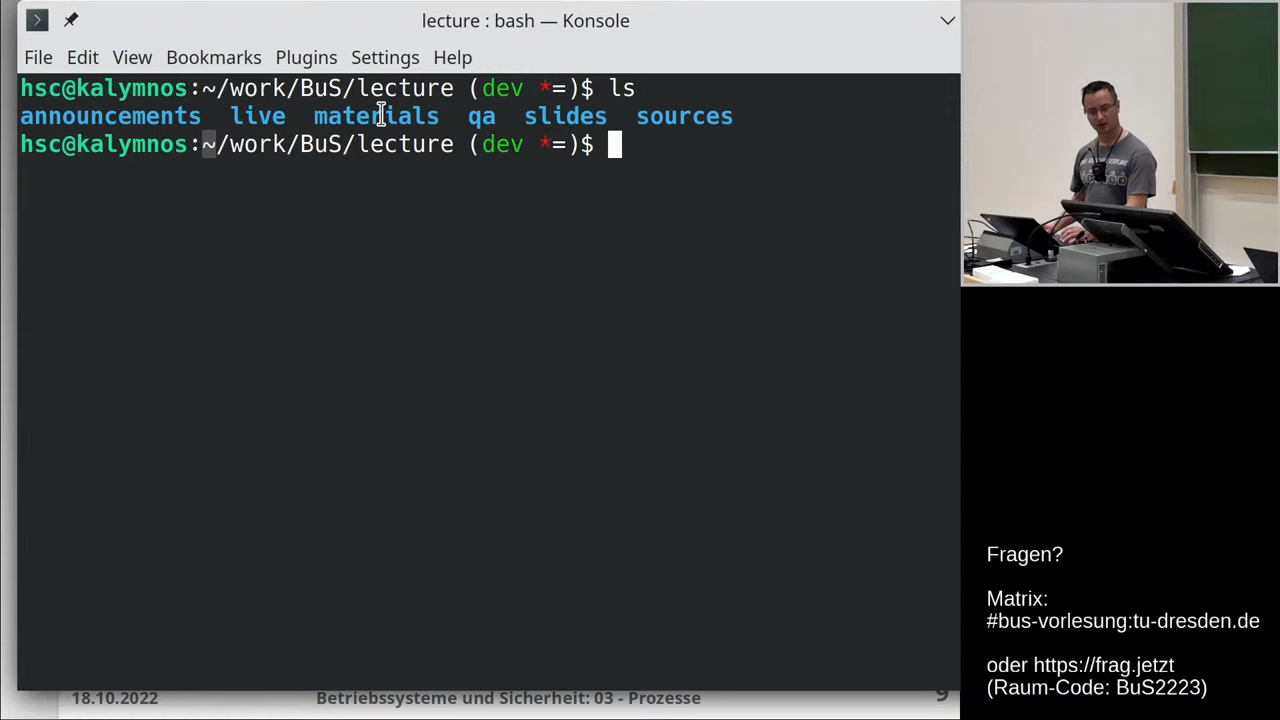 lecture : bash — Konsole
File Edit View Bookmarks Plugins Settings Help
hsc@kalymnos:~/work/BuS/lecture (dev *=)$ ls
announcements live materials qa slides sources
hsc@kalymnos:~/work/BuS/lecture (dev *=)$
18.10.2022 Betriebssysteme und Sicherheit: 03 - Prozesse 9
Fragen?
Matrix:
#bus-vorlesung:tu-dresden.de
oder https://frag.jetzt
(Raum-Code: BuS2223)